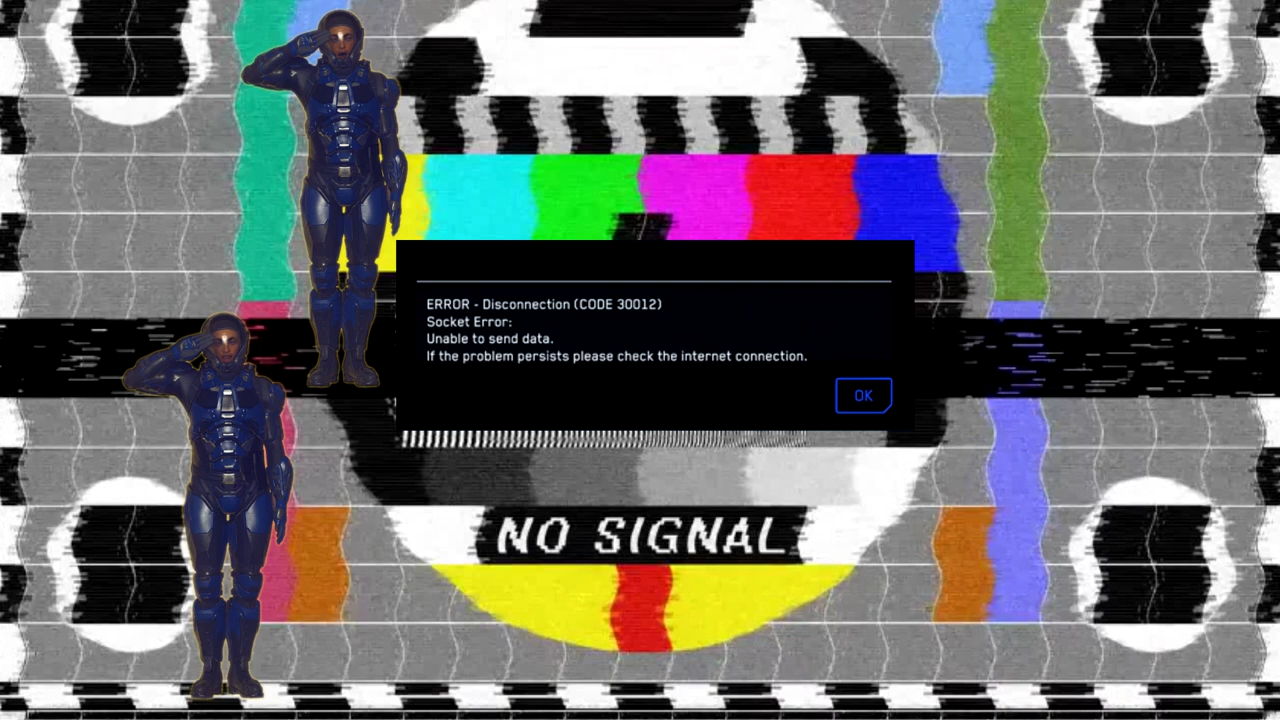 ERROR - Disconnection (CODE 30012)
Socket Error:
Unable to send data.
If the problem persists please check the internet connection.
OK
NO SIGNAL